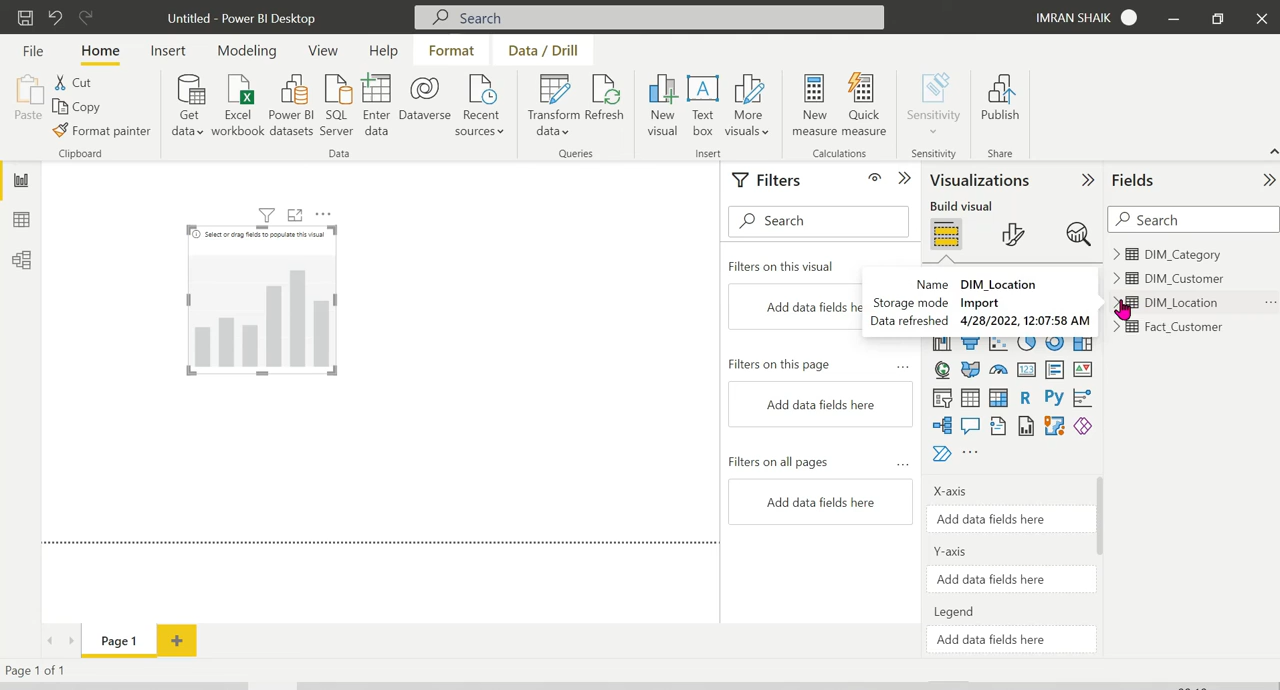 Untitled - Power BI Desktop
Search
IMRAN SHAIK
File
Home
Insert
Modeling
View
Help
Format
Data / Drill
Paste
Cut
Copy
Format painter
Clipboard
Get data
Excel workbook
Power BI datasets
SQL Server
Enter data
Dataverse
Recent sources
Data
Transform data
Refresh
Queries
New visual
Text box
More visuals
Insert
New measure
Quick measure
Calculations
Sensitivity
Sensitivity
Publish
Share
Select or drag fields to populate this visual
Filters
Search
Filters on this visual
Add data fields he
Filters on this page
...
Add data fields here
Filters on all pages
...
Add data fields here
Visualizations
Build visual
Name DIM_Location
Storage mode Import
Data refreshed 4/28/2022, 12:07:58 AM
123
R
Py
...
X-axis
Add data fields here
Y-axis
Add data fields here
Legend
Add data fields here
Fields
Search
DIM_Category
DIM_Customer
DIM_Location
...
Fact_Customer
Page 1
Page 1 of 1